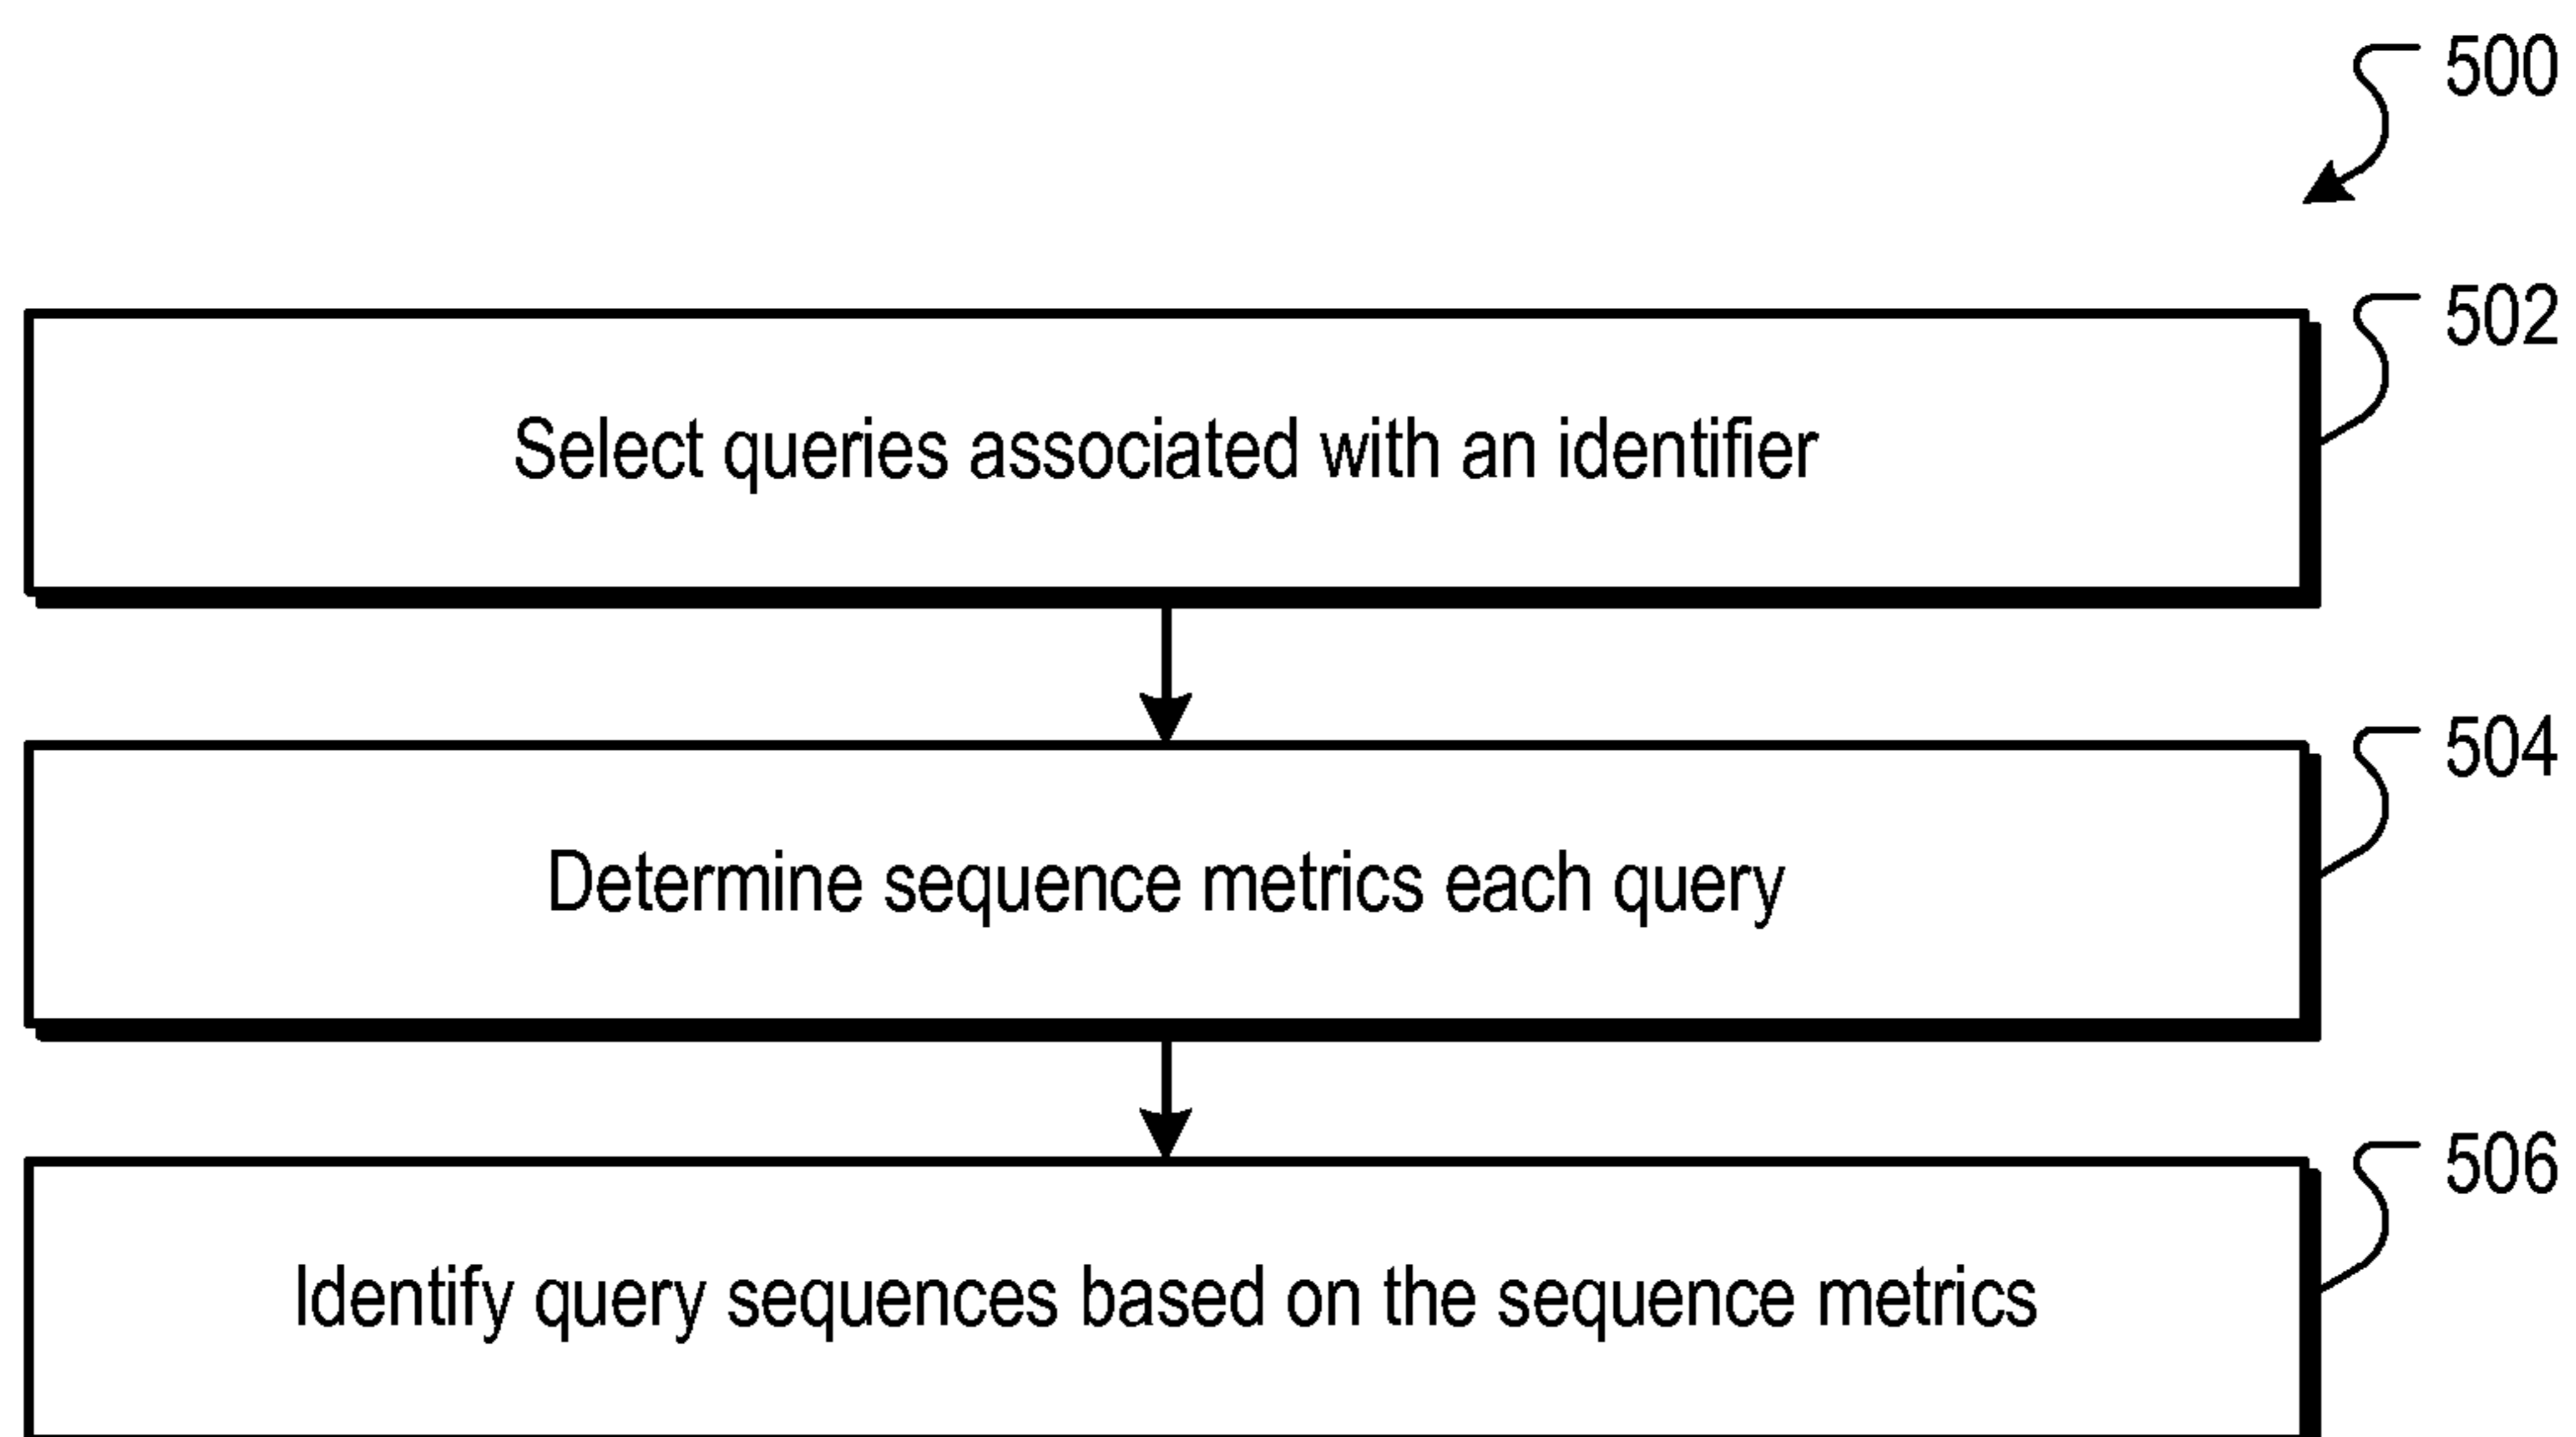 500
502
Select queries associated with an identifier
504
Determine sequence metrics each query
506
Identify query sequences based on the sequence metrics